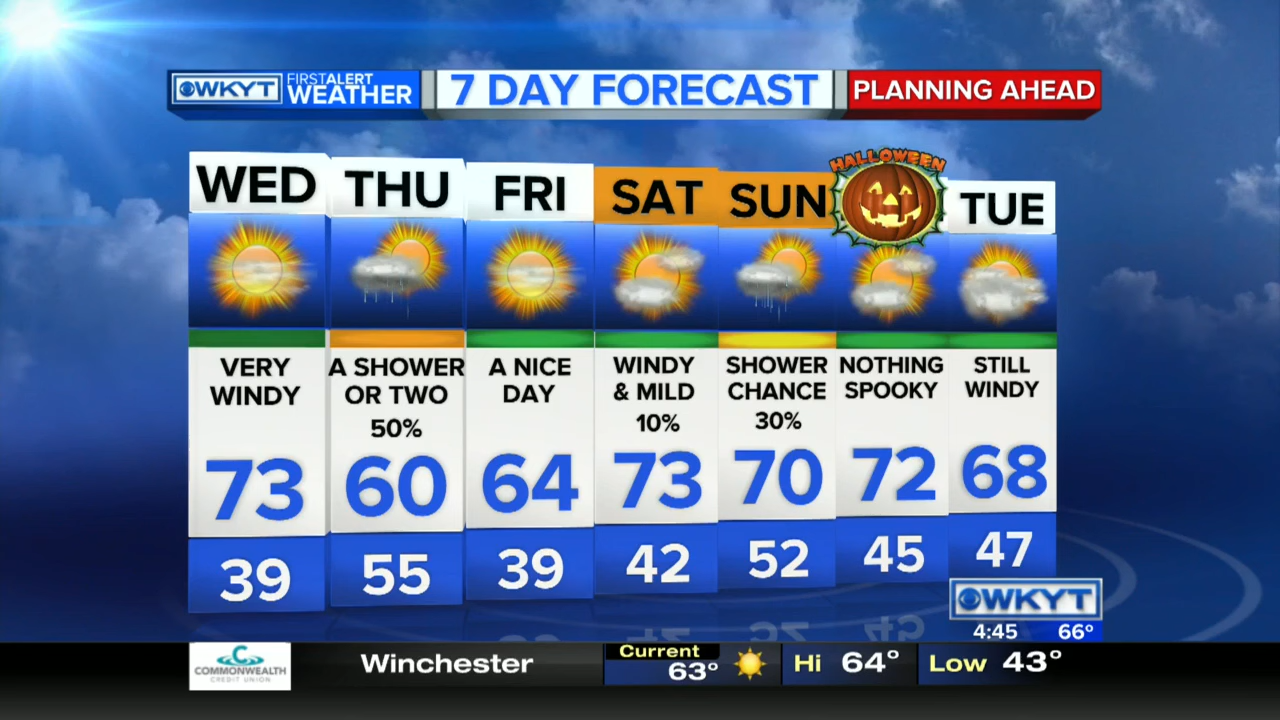 WKYT FIRST ALERT
WEATHER
7 DAY FORECAST
PLANNING AHEAD
WED
THU
FRI
SAT
SUN
HALLOWEEN
TUE
VERY
WINDY
73
39
A SHOWER
OR TWO
50%
60
55
A NICE
DAY
64
39
WINDY
& MILD
10%
73
42
SHOWER
CHANCE
30%
70
52
NOTHING
SPOOKY
72
45
STILL
WINDY
68
47
WKYT
4:45 66°
C
COMMONWEALTH
CREDIT UNION
Winchester
Current
63°
Hi 64°
Low 43°